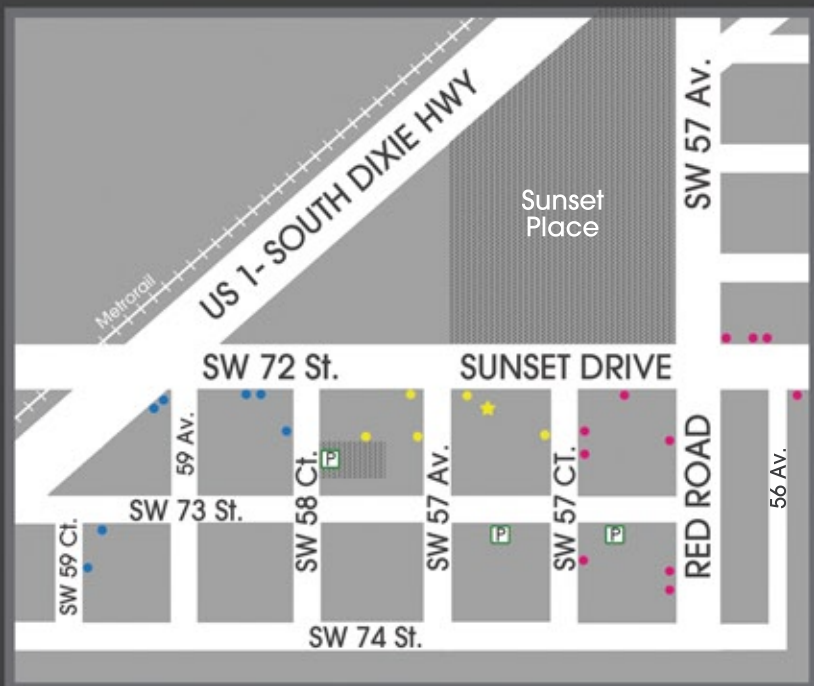 SW 57 Av.
US 1- SOUTH DIXIE HWY
Sunset
Place
Metrorail
SW 72 St.
SUNSET DRIVE
59 Av.
P
SW 58 Ct.
SW 57 Av.
SW 57 CT.
RED ROAD
56 Av.
SW 73 St.
SW 59 Ct.
P
P
SW 74 St.